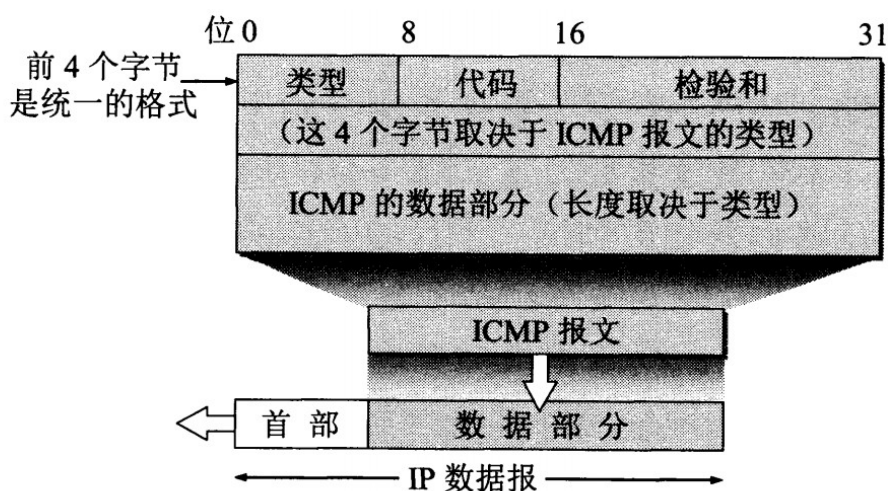 位 0 8 16 31
前 4 个字节
是统一的格式
类型 代码 检验和
（这 4 个字节取决于 ICMP 报文的类型）
ICMP 的数据部分（长度取决于类型）
ICMP 报文
首部 数据部分
IP 数据报